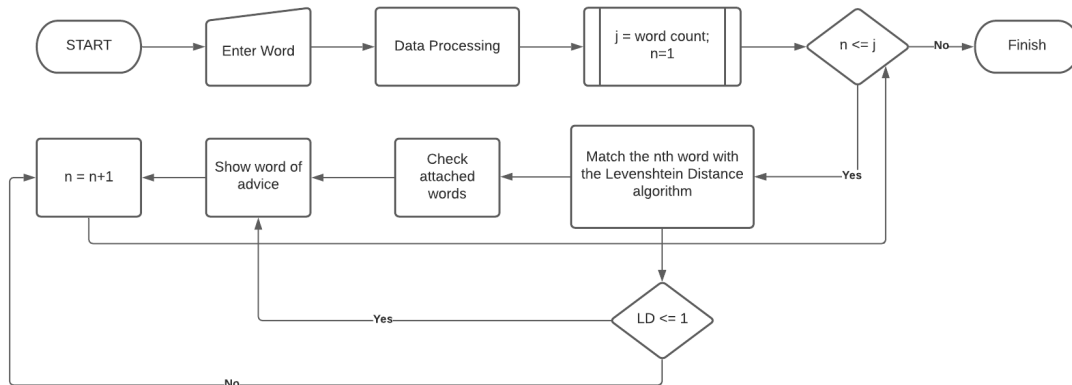 START
Enter Word
Data Processing
j = word count;
n=1
n <= j
No
Finish
Yes
n = n+1
Show word of
advice
Check
attached
words
Match the nth word with
the Levenshtein Distance
algorithm
LD <= 1
Yes
No